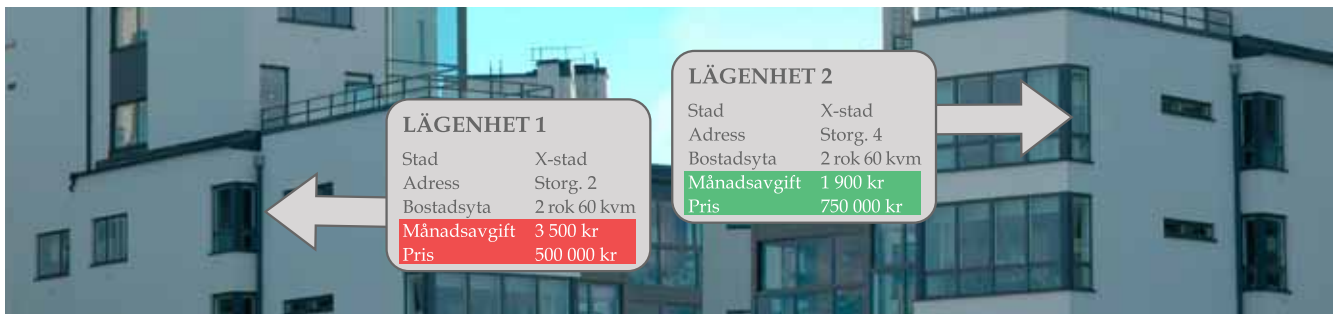 LÄGENHET 1
Stad X-stad
Adress Storg. 2
Bostadsyta 2 rok 60 kvm
Månadsavgift 3 500 kr
Pris 500 000 kr
LÄGENHET 2
Stad X-stad
Adress Storg. 4
Bostadsyta 2 rok 60 kvm
Månadsavgift 1 900 kr
Pris 750 000 kr